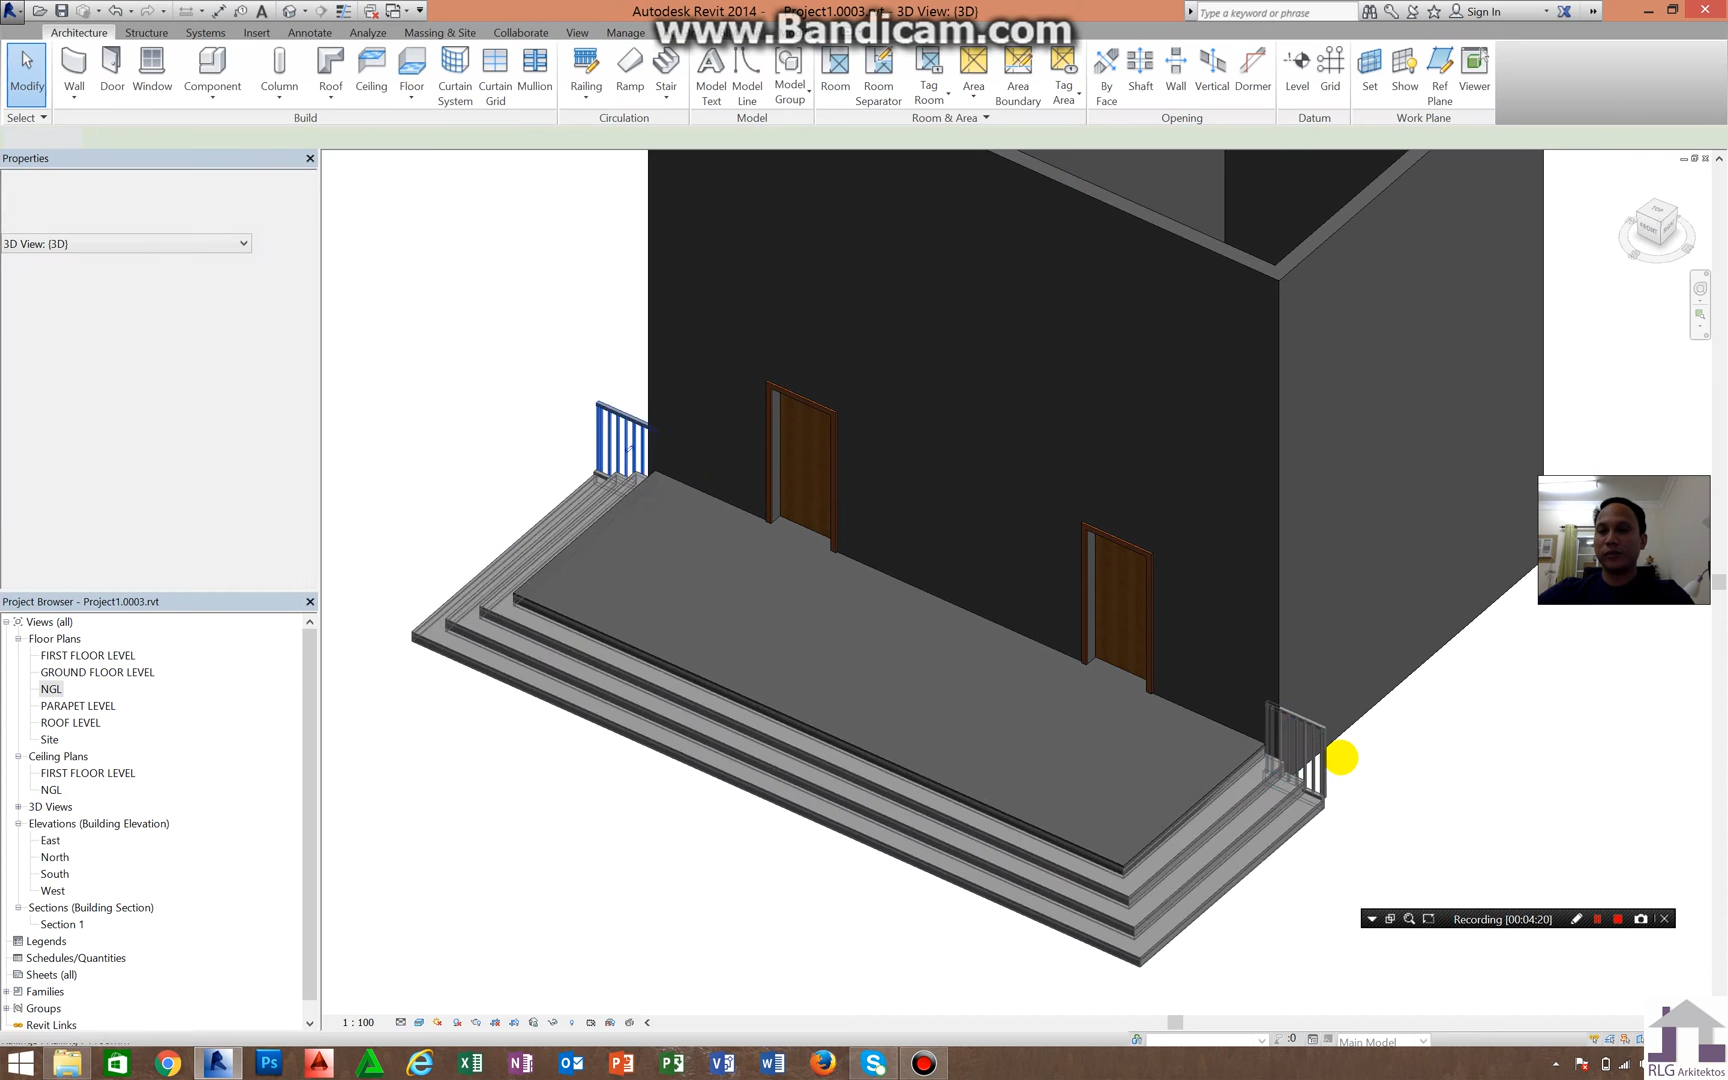 Autodesk Revit 2014 - Project1.0003.rvt - 3D View: {3D}
Type a keyword or phrase
Sign In
www.Bandicam.com
Architecture Structure Systems Insert Annotate Analyze Massing & Site Collaborate View Manage
Modify Wall Door Window Component Column Roof Ceiling Floor Curtain System Curtain Grid Mullion Railing Ramp Stair Model Text Model Line Model Group Room Room Separator Tag Room Area Area Boundary Tag Area By Face Shaft Wall Vertical Dormer Level Grid Set Show Ref Plane Viewer
Select Build Circulation Model Room & Area Opening Datum Work Plane
Properties
3D View: {3D}
TOP
FRONT
Project Browser - Project1.0003.rvt
Views (all)
Floor Plans
FIRST FLOOR LEVEL
GROUND FLOOR LEVEL
NGL
PARAPET LEVEL
ROOF LEVEL
Site
Ceiling Plans
FIRST FLOOR LEVEL
NGL
3D Views
Elevations (Building Elevation)
East
North
South
West
Sections (Building Section)
Section 1
Legends
Schedules/Quantities
Sheets (all)
Families
Groups
Revit Links
Recording [00:04:20]
1 : 100
:0
Main Model
RLG Arkitektos